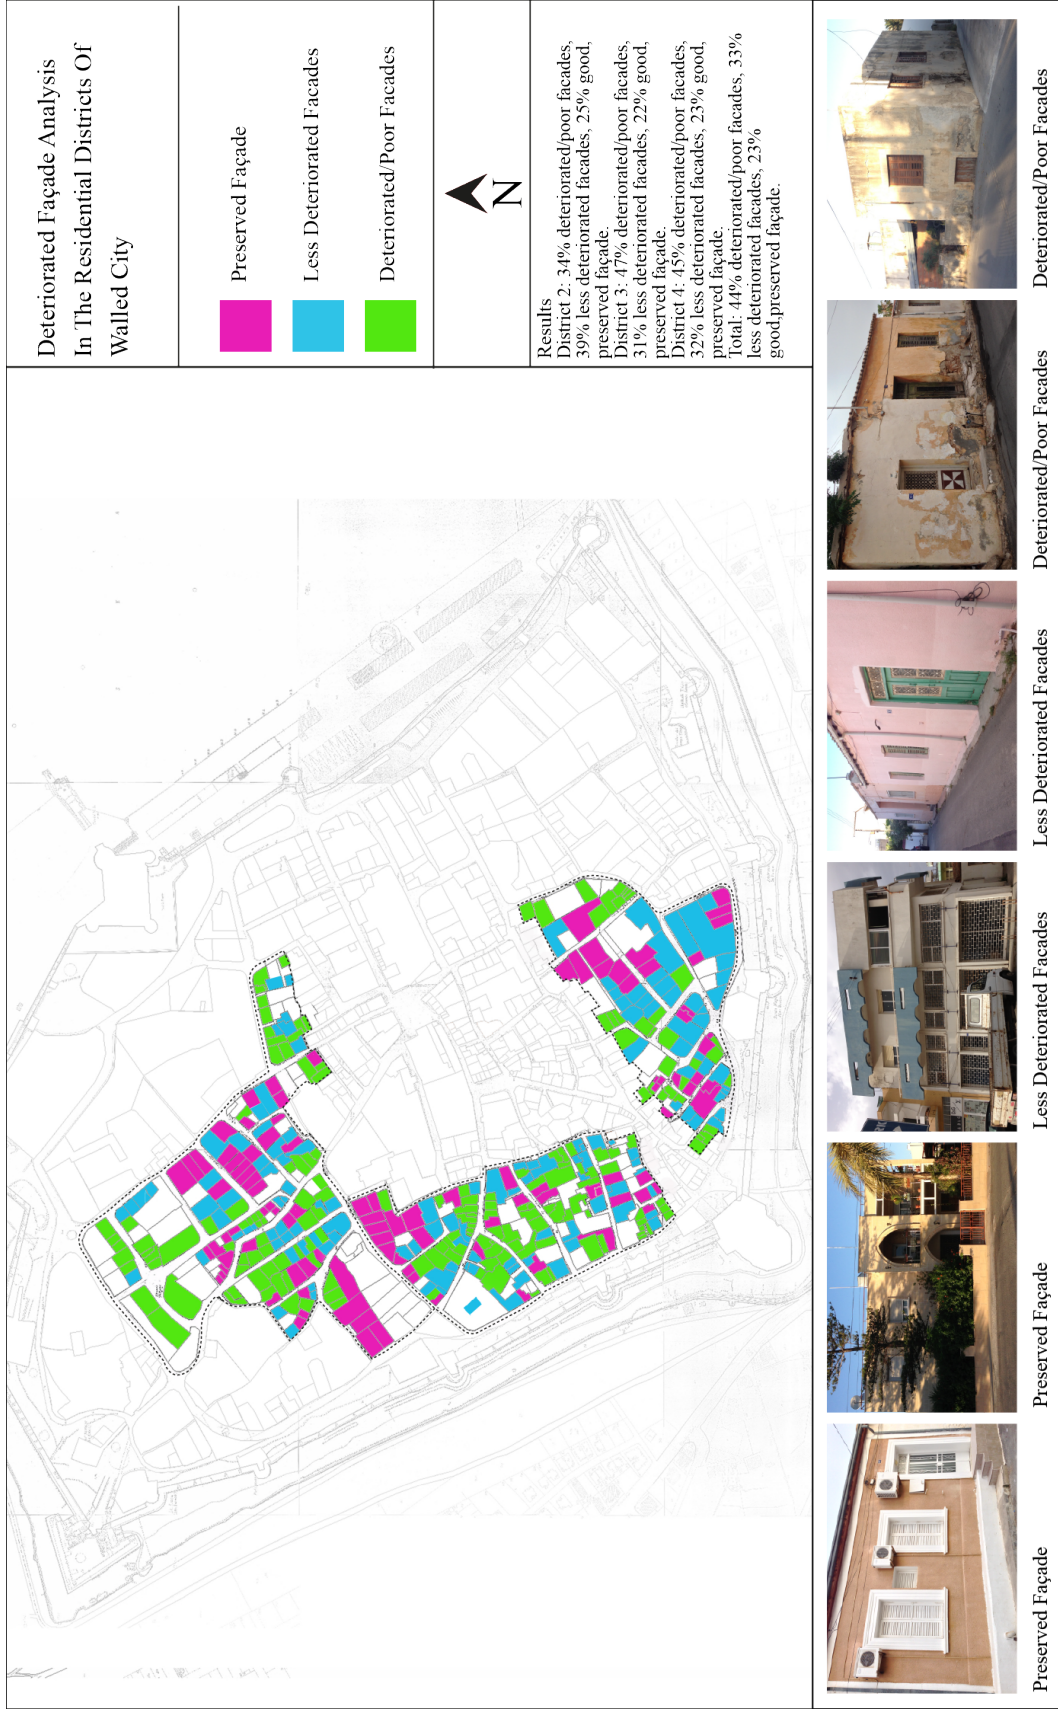 Deteriorated Façade Analysis
In The Residential Districts Of
Walled City
Preserved Façade
Less Deteriorated Facades
Deteriorated/Poor Facades
N
Results
District 2: 34% deteriorated/poor facades,
39% less deteriorated facades, 25% good,
preserved façade.
District 3: 47% deteriorated/poor facades,
31% less deteriorated facades, 22% good,
preserved façade.
District 4: 45% deteriorated/poor facades,
32% less deteriorated facades, 23% good,
preserved façade.
Total: 44% deteriorated/poor facades, 33%
less deteriorated facades, 23%
good,preserved façade.
Preserved Façade
Preserved Façade
Less Deteriorated Facades
Less Deteriorated Facades
Deteriorated/Poor Facades
Deteriorated/Poor Facades